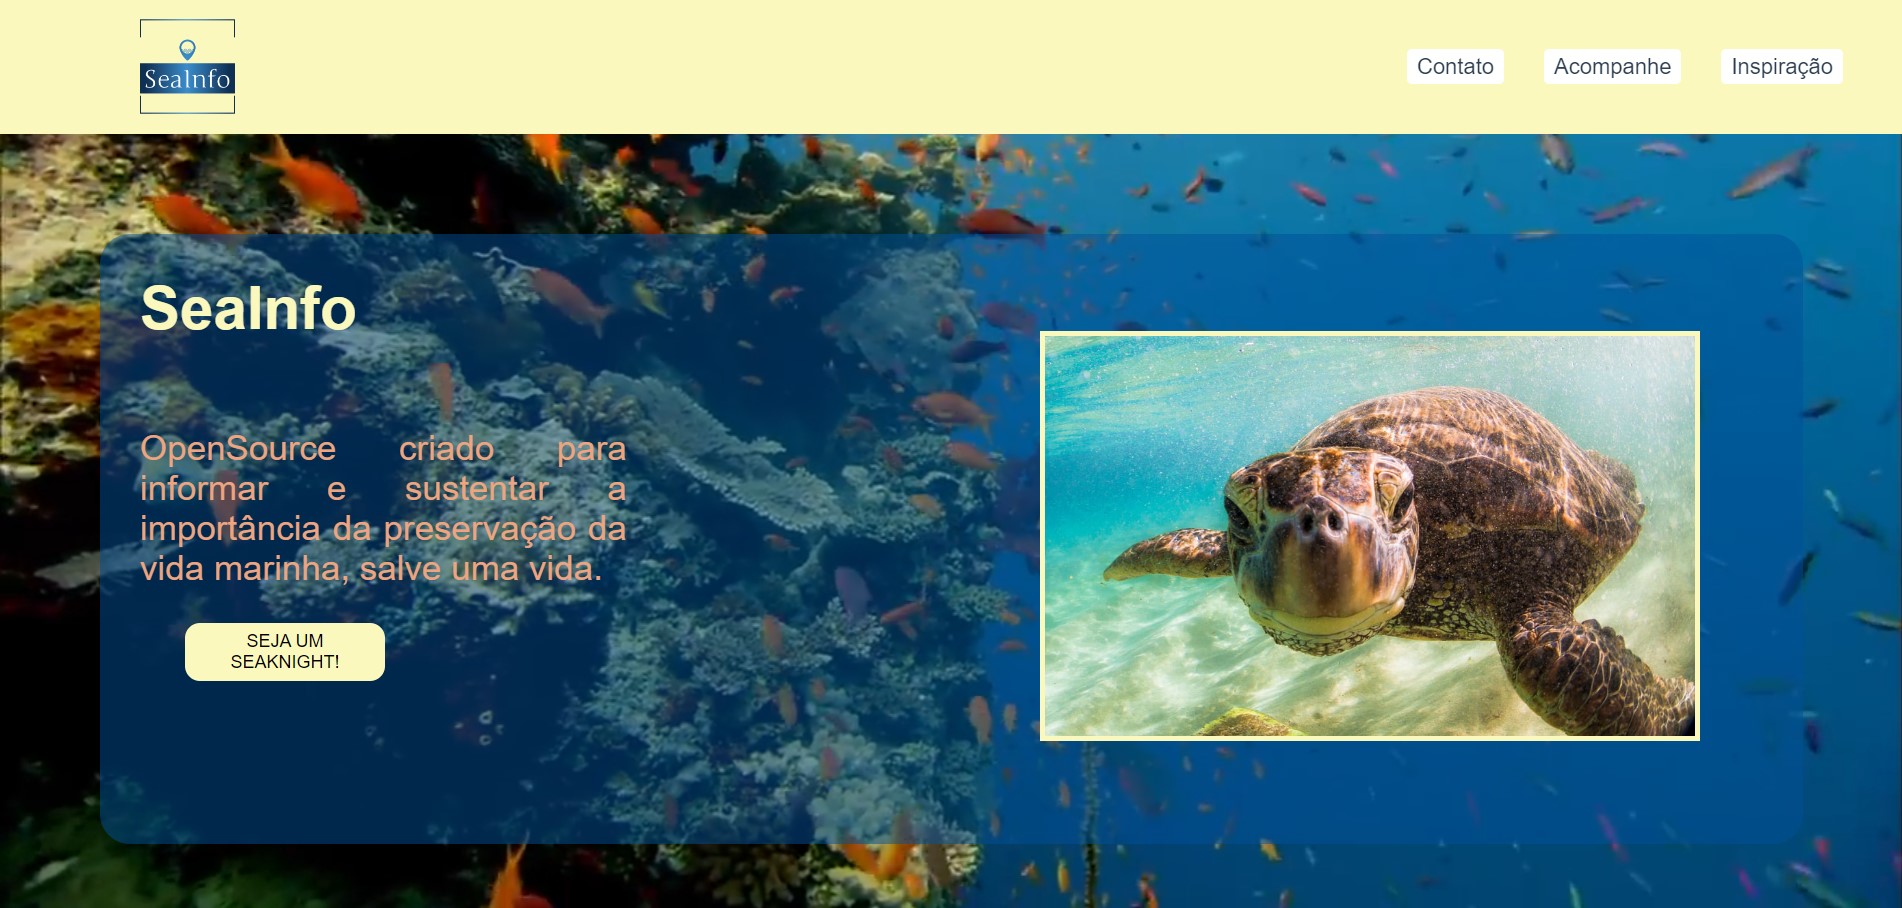 SeaInfo
Contato
Acompanhe
Inspiração
SeaInfo
OpenSource criado para
informar e sustentar a
importância da preservação da
vida marinha, salve uma vida.
SEJA UM
SEAKNIGHT!